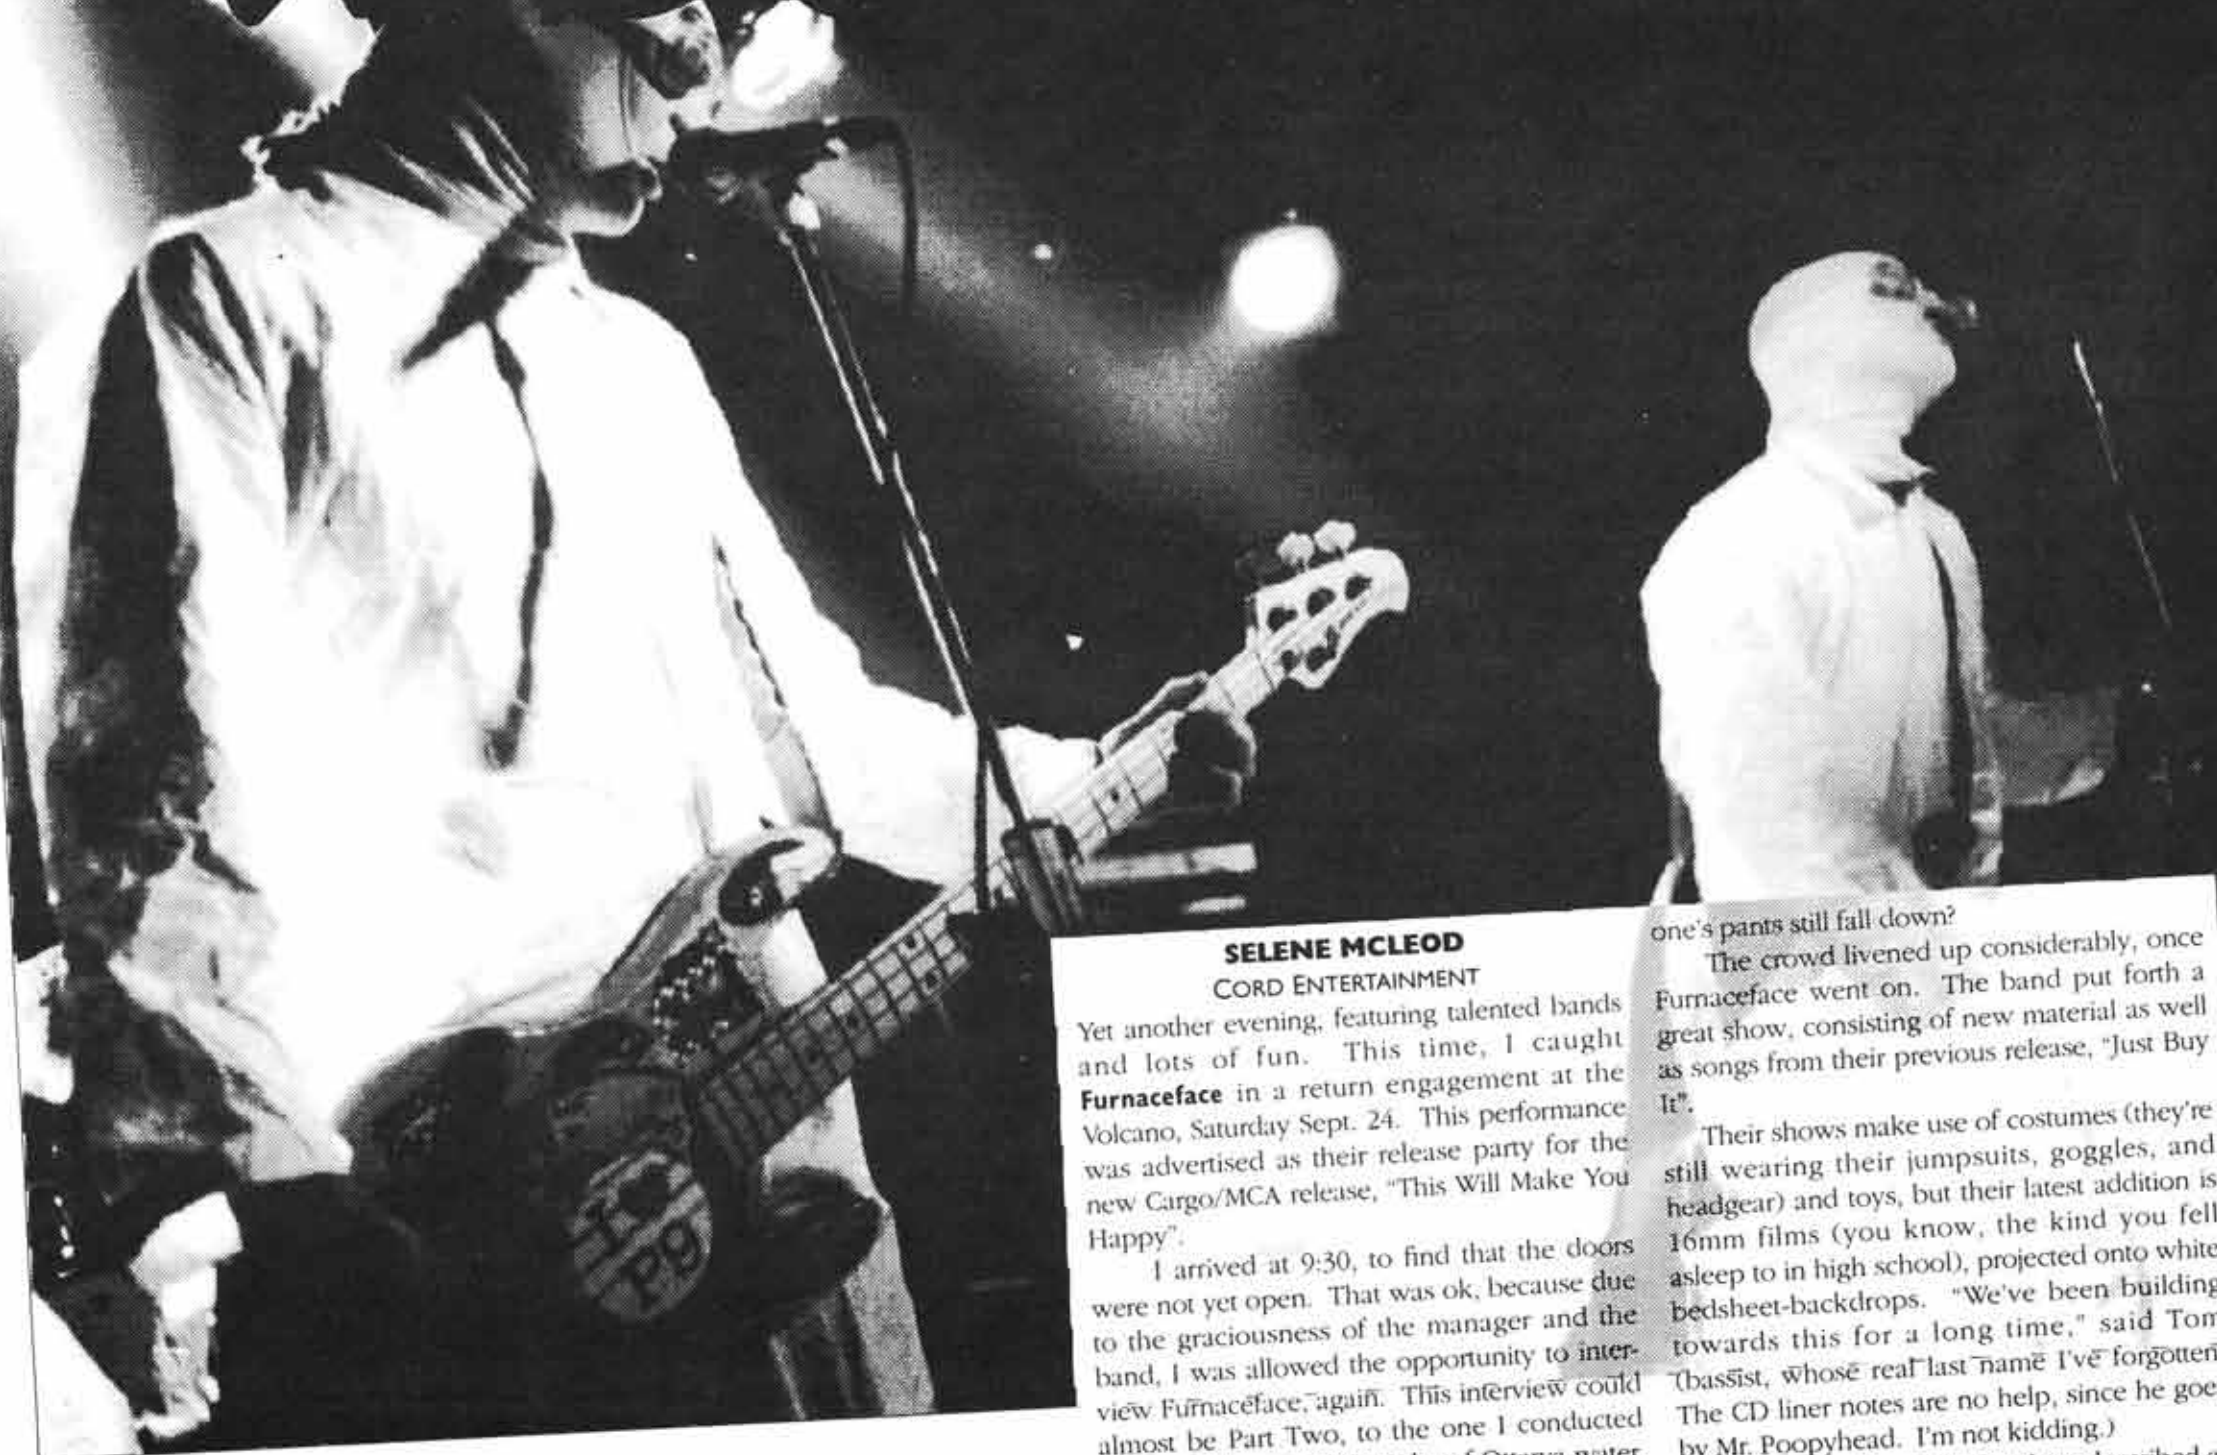 I
P9
SELENE MCLEOD
CORD ENTERTAINMENT
Yet another evening, featuring talented bands
and lots of fun. This time, I caught
Furnaceface in a return engagement at the
Volcano, Saturday Sept. 24. This performance
was advertised as their release party for the
new Cargo/MCA release, "This Will Make You
Happy".
I arrived at 9:30, to find that the doors
were not yet open. That was ok, because due
to the graciousness of the manager and the
band, I was allowed the opportunity to inter-
view Furnaceface, again. This interview could
almost be Part Two, to the one I conducted
one's pants still fall down?
The crowd livened up considerably, once
Furnaceface went on. The band put forth a
great show, consisting of new material as well
as songs from their previous release, "Just Buy
It".
Their shows make use of costumes (they're
still wearing their jumpsuits, goggles, and
headgear) and toys, but their latest addition is
16mm films (you know, the kind you fell
asleep to in high school), projected onto white
bedsheet-backdrops. "We've been building
towards this for a long time," said Tom
(bassist, whose real last name I've forgotten
The CD liner notes are no help, since he goe
by Mr. Poopyhead. I'm not kidding.)